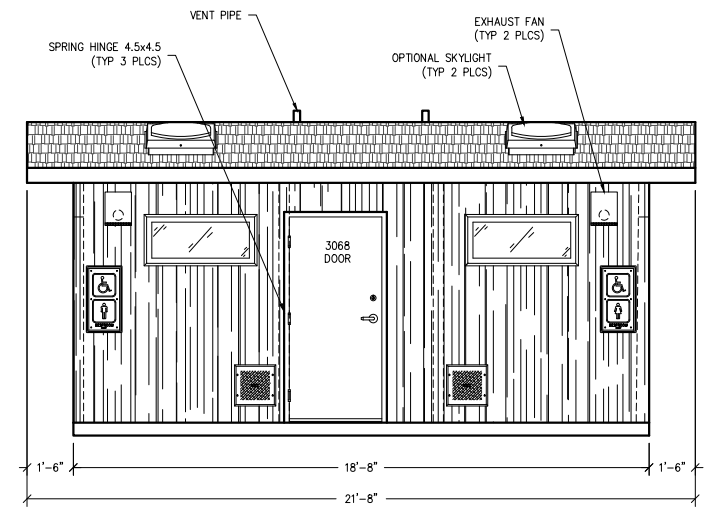 VENT PIPE
EXHAUST FAN
(TYP 2 PLCS)
SPRING HINGE 4.5x4.5
(TYP 3 PLCS)
OPTIONAL SKYLIGHT
(TYP 2 PLCS)
3068
DOOR
1'-6"
18'-8"
1'-6"
21'-8"